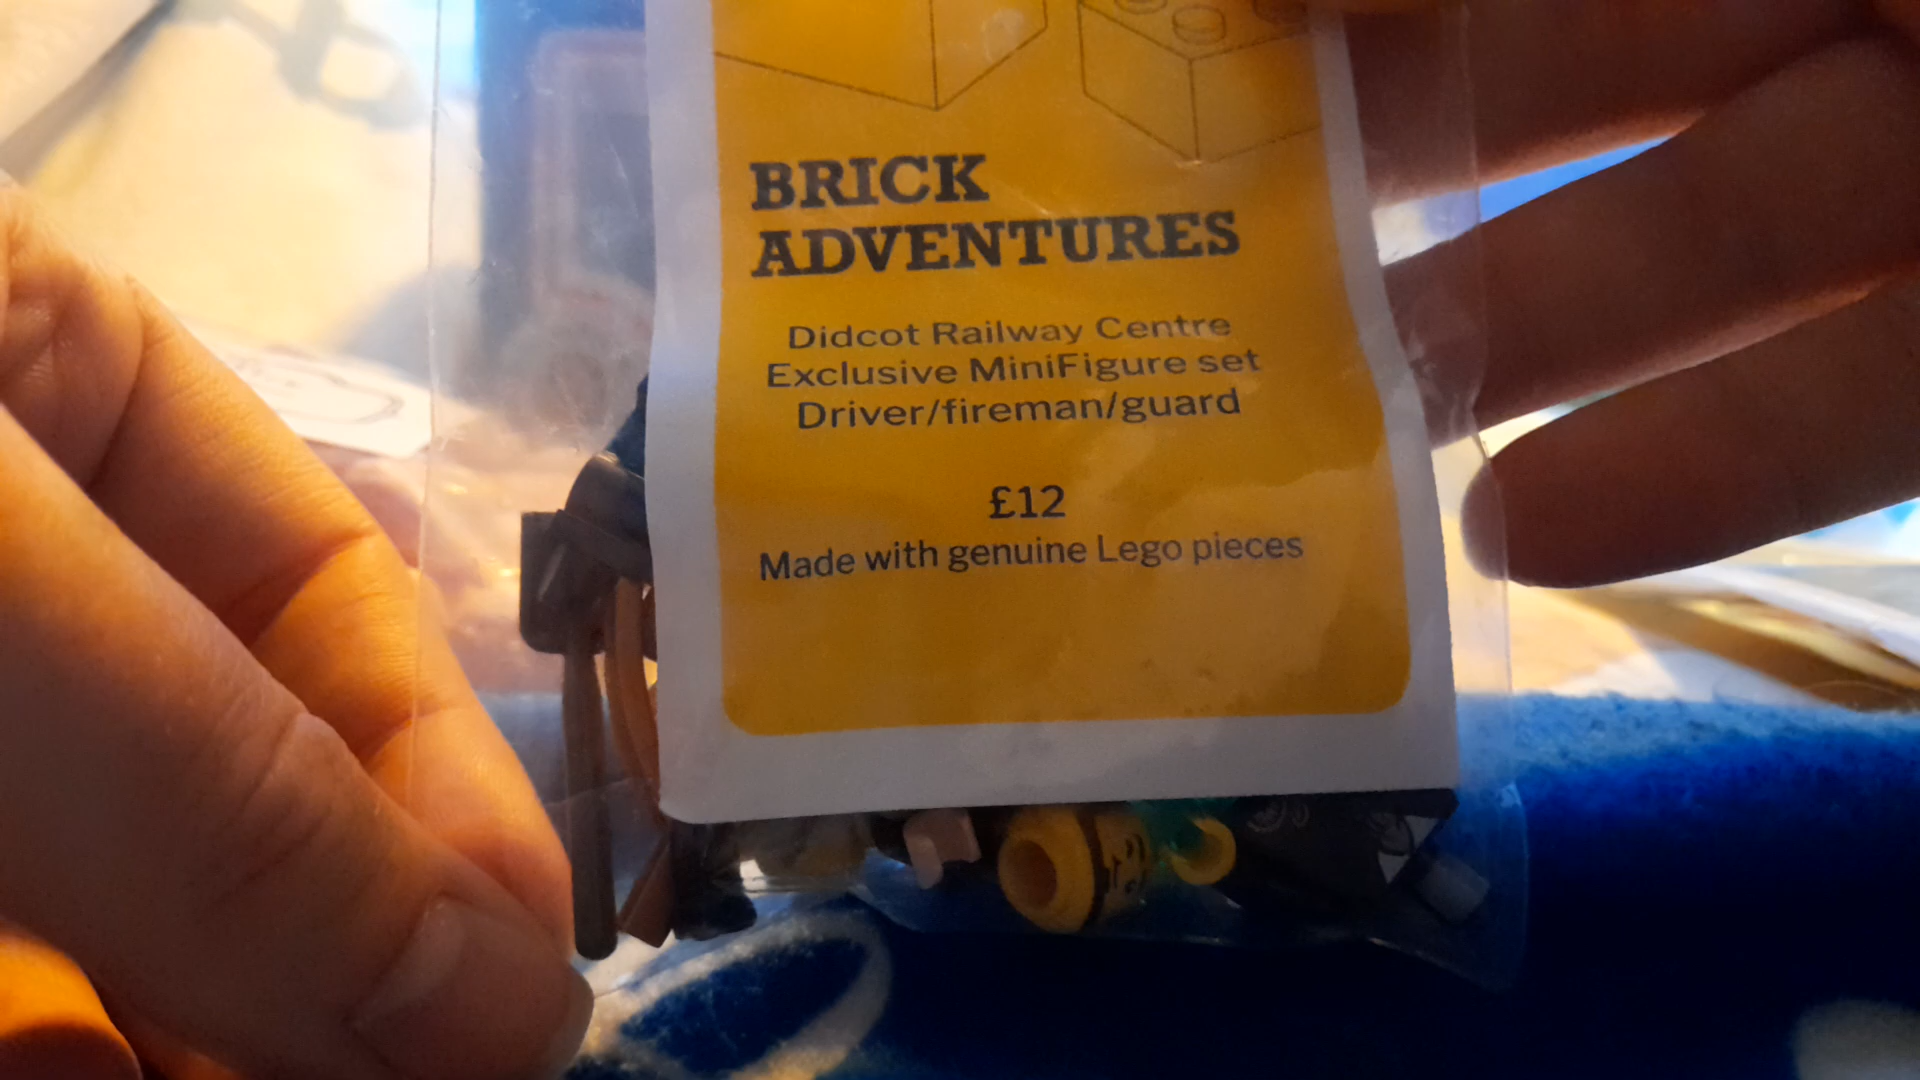 BRICK
ADVENTURES
Didcot Railway Centre
Exclusive MiniFigure set
Driver/fireman/guard
£12
Made with genuine Lego pieces